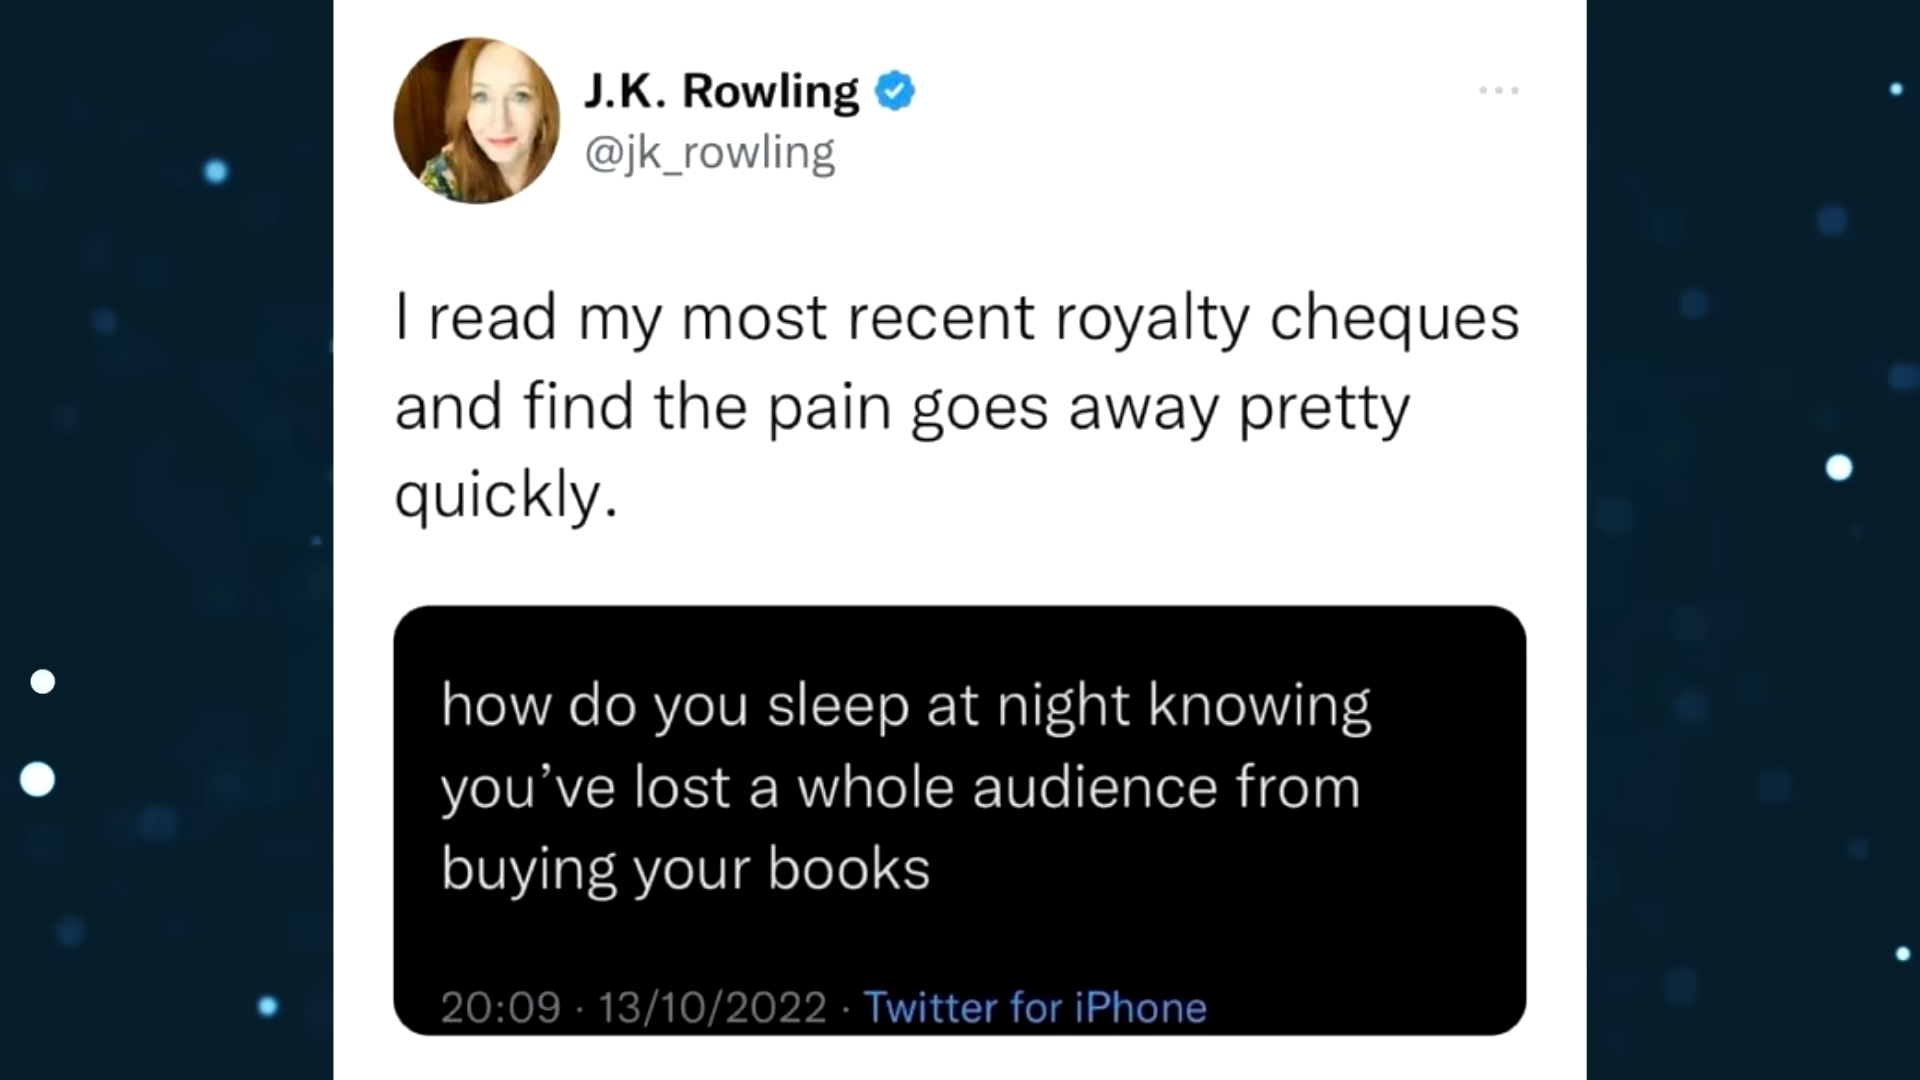 J.K. Rowling
@jk_rowling
I read my most recent royalty cheques
and find the pain goes away pretty
quickly.
how do you sleep at night knowing
you’ve lost a whole audience from
buying your books
20:09 · 13/10/2022 · Twitter for iPhone